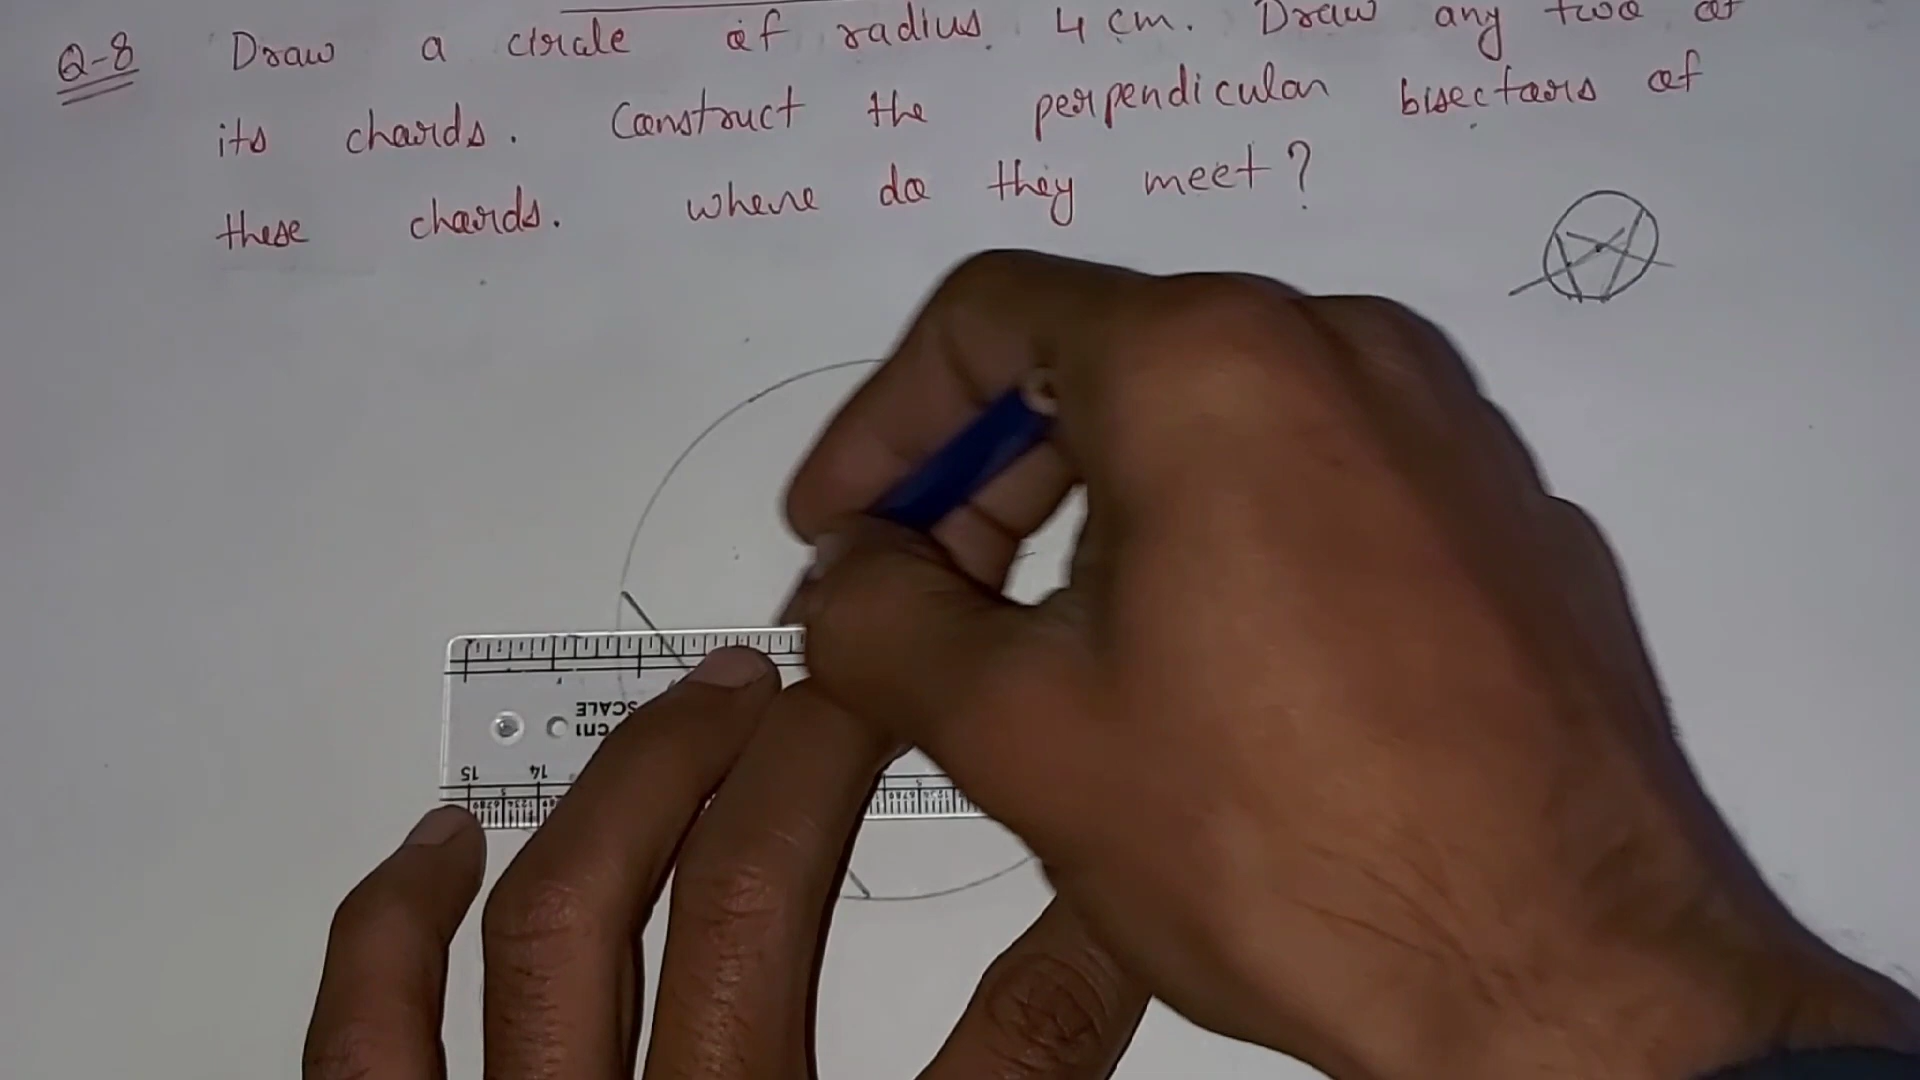 Q-8 Draw a circle of radius 4 cm. Draw any two of
its chords. Construct the perpendicular bisectors of
these chords. where do they meet?
SCALE
cm
15 14